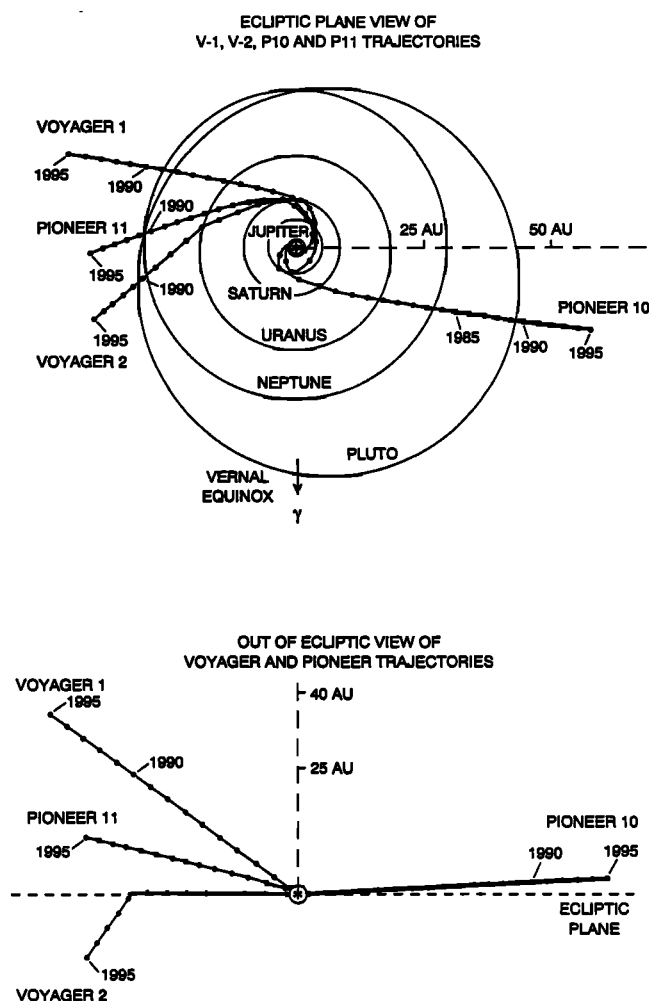 ECLIPTIC PLANE VIEW OF
V-1, V-2, P10 AND P11 TRAJECTORIES
VOYAGER 1
1995
1990
1990
PIONEER 11
JUPITER
25 AU
50 AU
1995
1990
SATURN
PIONEER 10
1995
VOYAGER 2
URANUS
1985
1990
1995
NEPTUNE
PLUTO
VERNAL
EQUINOX
γ
OUT OF ECLIPTIC VIEW OF
VOYAGER AND PIONEER TRAJECTORIES
VOYAGER 1
1995
40 AU
1990
25 AU
PIONEER 11
1995
PIONEER 10
1990
1995
ECLIPTIC
PLANE
1995
VOYAGER 2